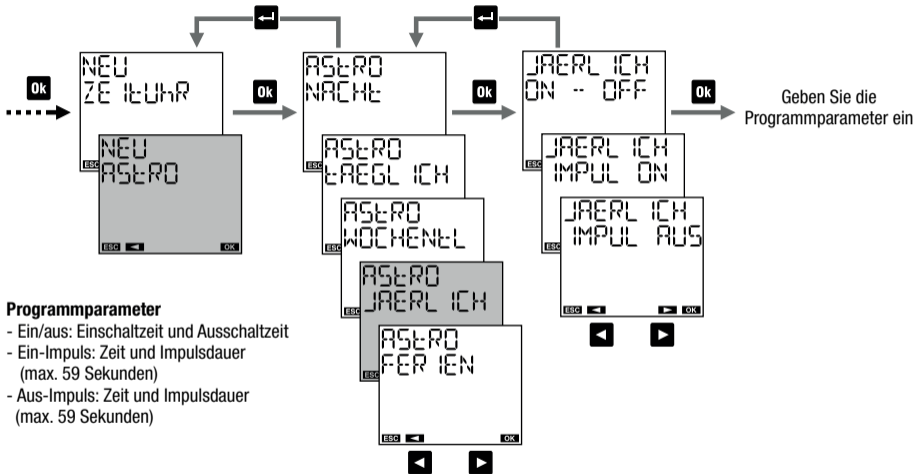 Ok
NEU
ZEItUhR
ESC
NEU
AStRO
ESC ◄ OK
Ok
AStRO
NACHt
AStRO
tAEGLICH
ESC
AStRO
WOCHENtL
ESC
AStRO
JAERLICH
ESC
AStRO
FERIEN
ESC ◄ OK
◄ ►
Ok
JAERLICH
ON -- OFF
JAERLICH
IMPUL ON
ESC
JAERLICH
IMPUL AUS
ESC ◄ ► OK
◄ ►
Ok
Geben Sie die
Programmparameter ein
Programmparameter
- Ein/aus: Einschaltzeit und Ausschaltzeit
- Ein-Impuls: Zeit und Impulsdauer
(max. 59 Sekunden)
- Aus-Impuls: Zeit und Impulsdauer
(max. 59 Sekunden)